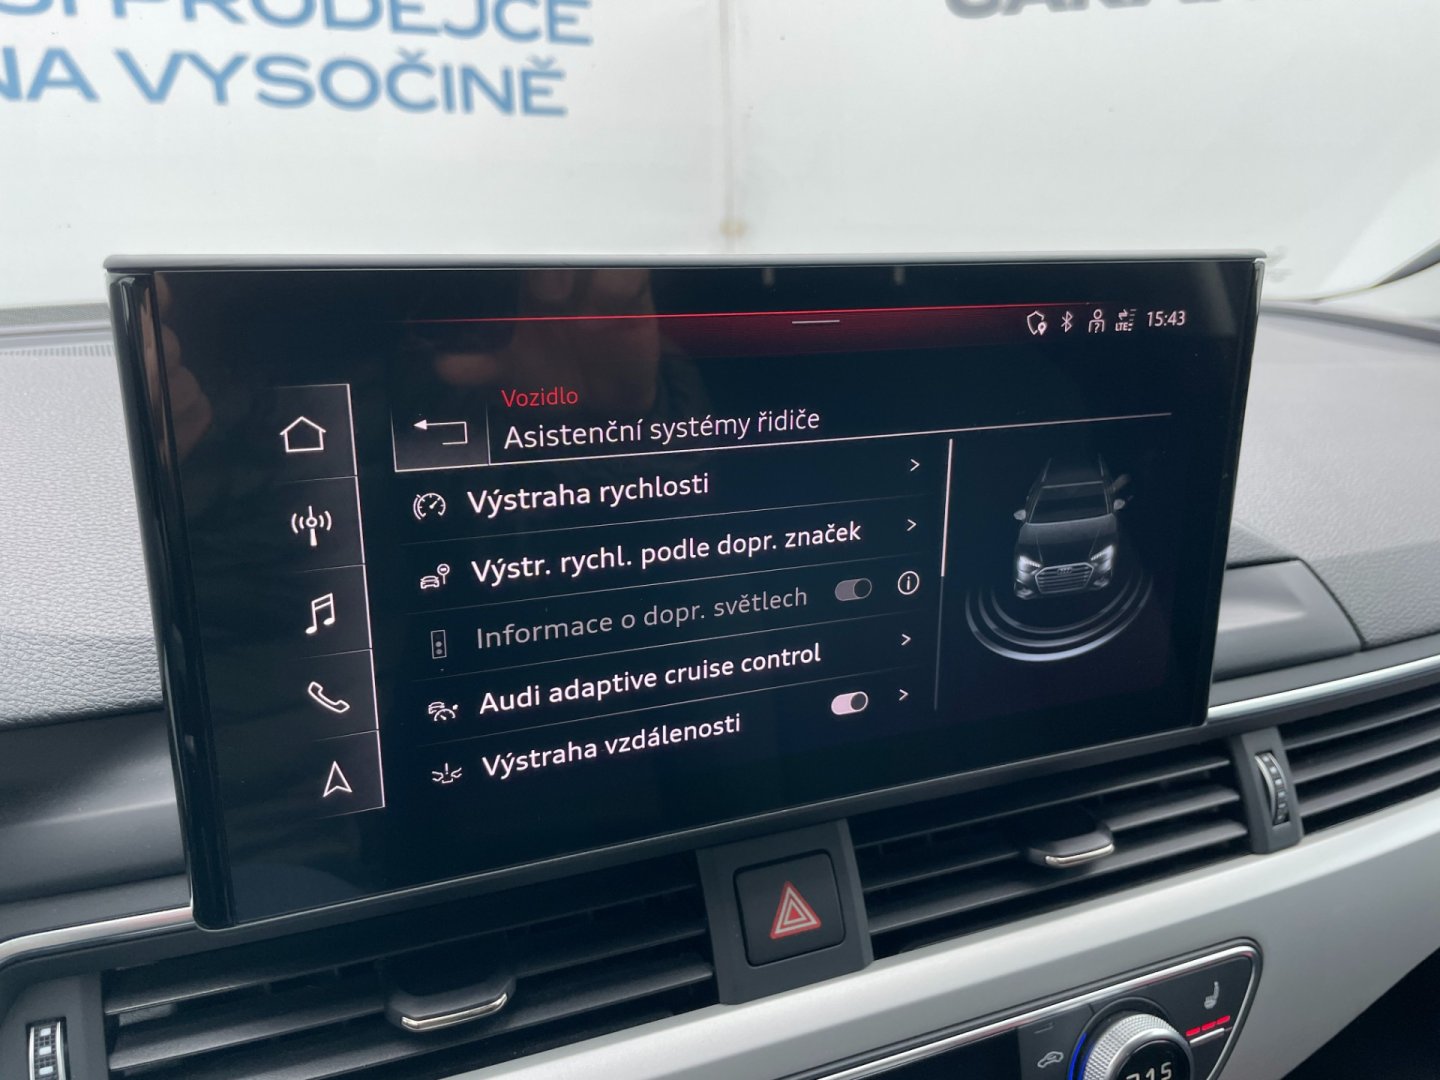 PRODEJCE
NA VYSOČINĚ
LTE 15:43
Vozidlo
Asistenční systémy řidiče
Výstraha rychlosti
Výstr. rychl. podle dopr. značek
Informace o dopr. světlech
Audi adaptive cruise control
Výstraha vzdálenosti